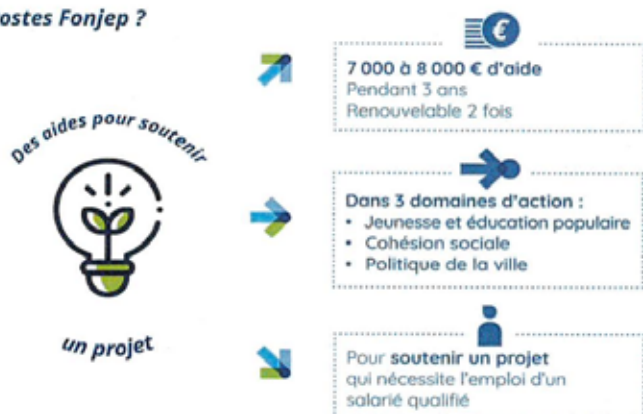 ostes Fonjep ?
Des aides pour soutenir
un projet
€
7 000 à 8 000 € d'aide
Pendant 3 ans
Renouvelable 2 fois
Dans 3 domaines d'action :
• Jeunesse et éducation populaire
• Cohésion sociale
• Politique de la ville
Pour soutenir un projet
qui nécessite l'emploi d'un
salarié qualifié